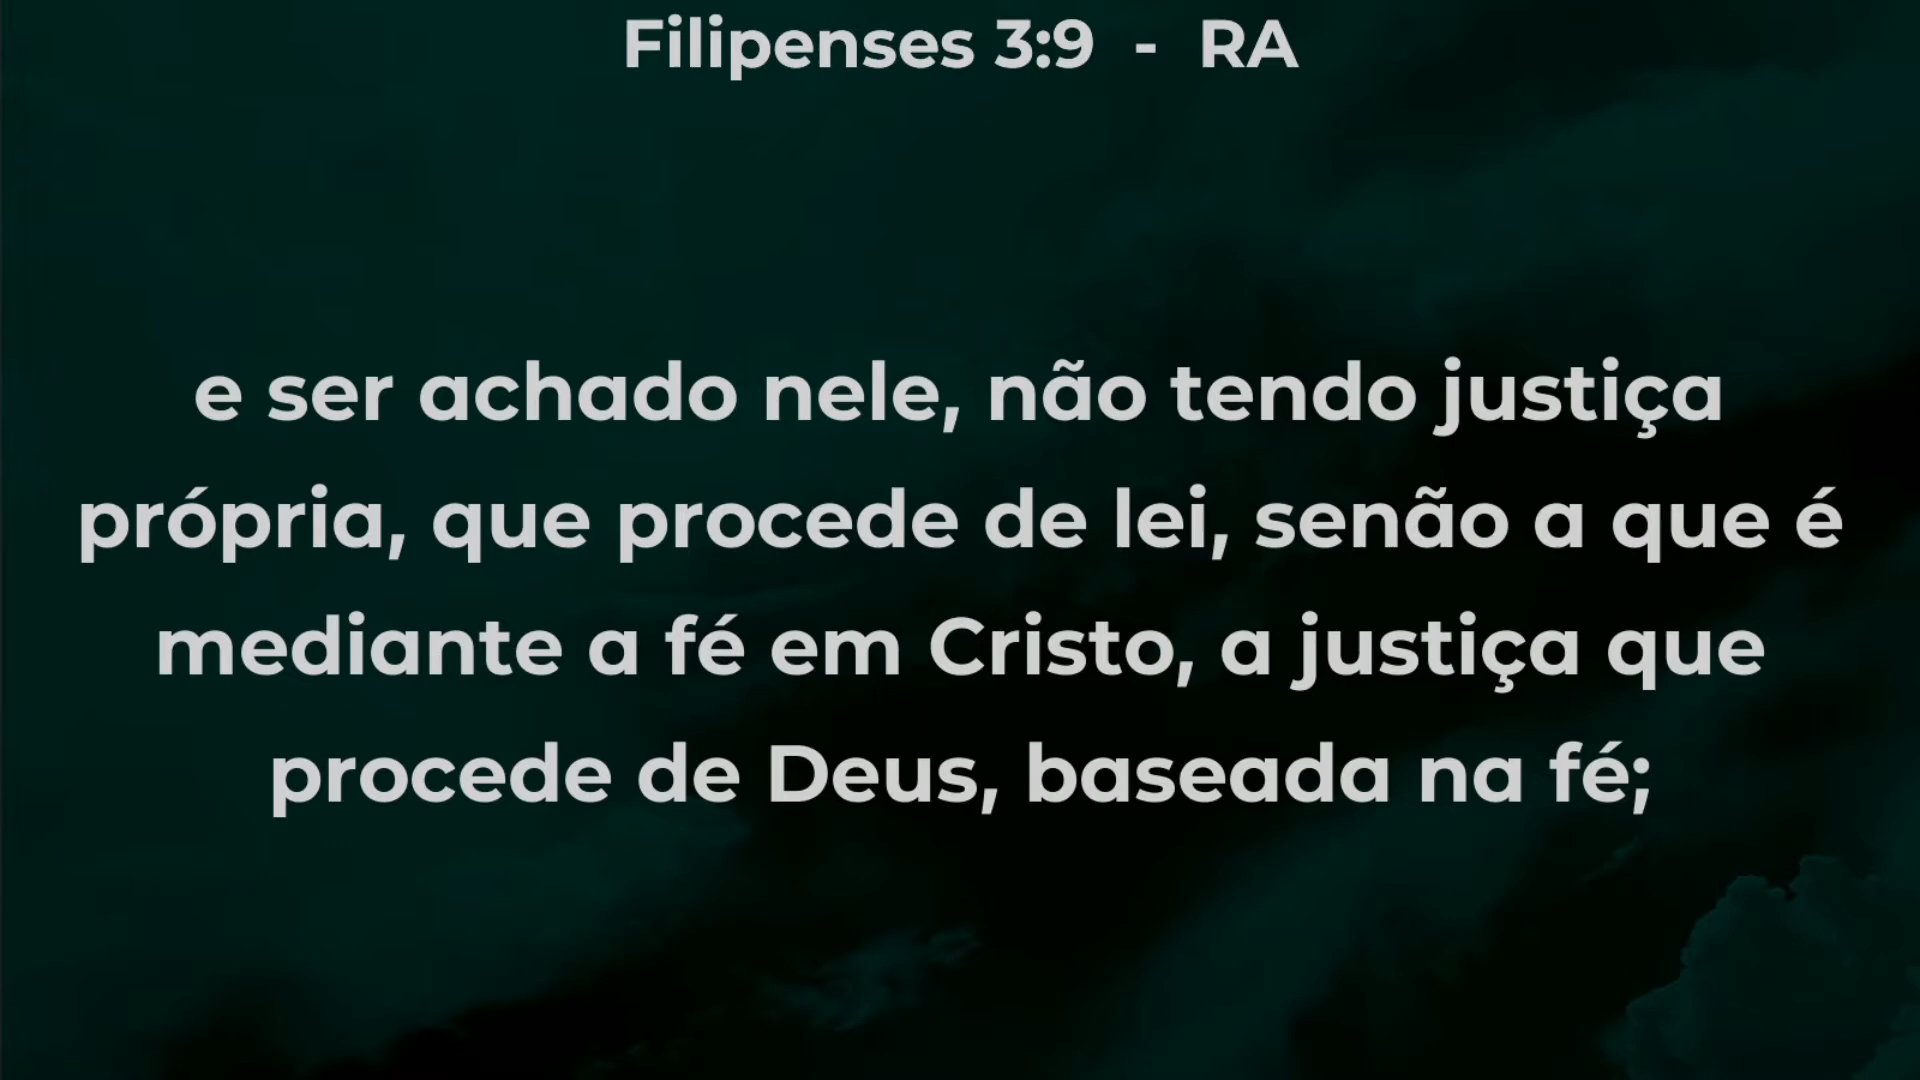 Filipenses 3:9 - RA
e ser achado nele, não tendo justiça
própria, que procede de lei, senão a que é
mediante a fé em Cristo, a justiça que
procede de Deus, baseada na fé;